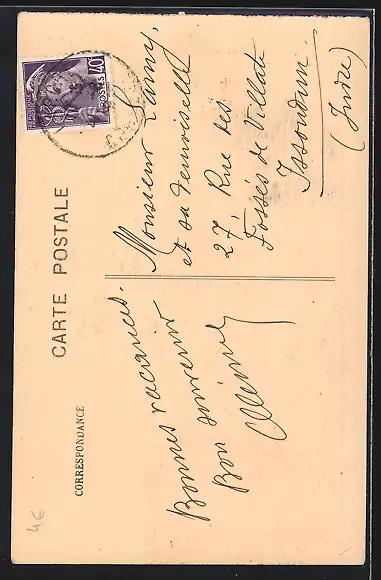 CARTE POSTALE
CORRESPONDANCE
Bonnes vacances.
Bon souvenir
Monsieur Lamy,
et sa demoiselle
27, Rue des
Fossés de Villatte
Issoudun
(Indre)
40
POSTES
4€